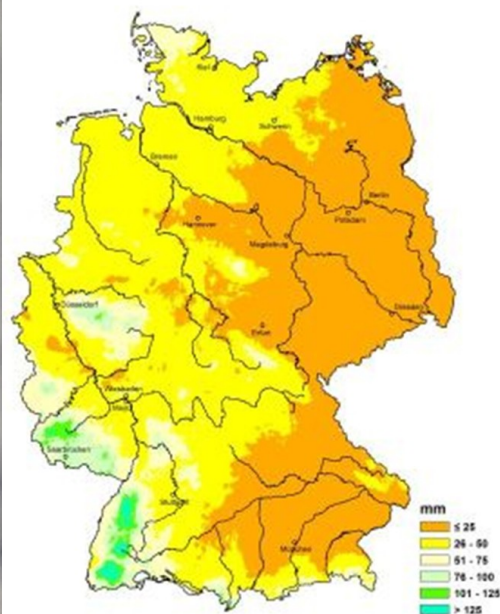 Kiel
Hamburg
Schwerin
Bremen
Berlin
Hannover
Potsdam
Magdeburg
Düsseldorf
Dresden
Erfurt
Wiesbaden
Mainz
Saarbrücken
Stuttgart
München
mm
≤ 25
26 - 50
51 - 75
76 - 100
101 - 125
> 125